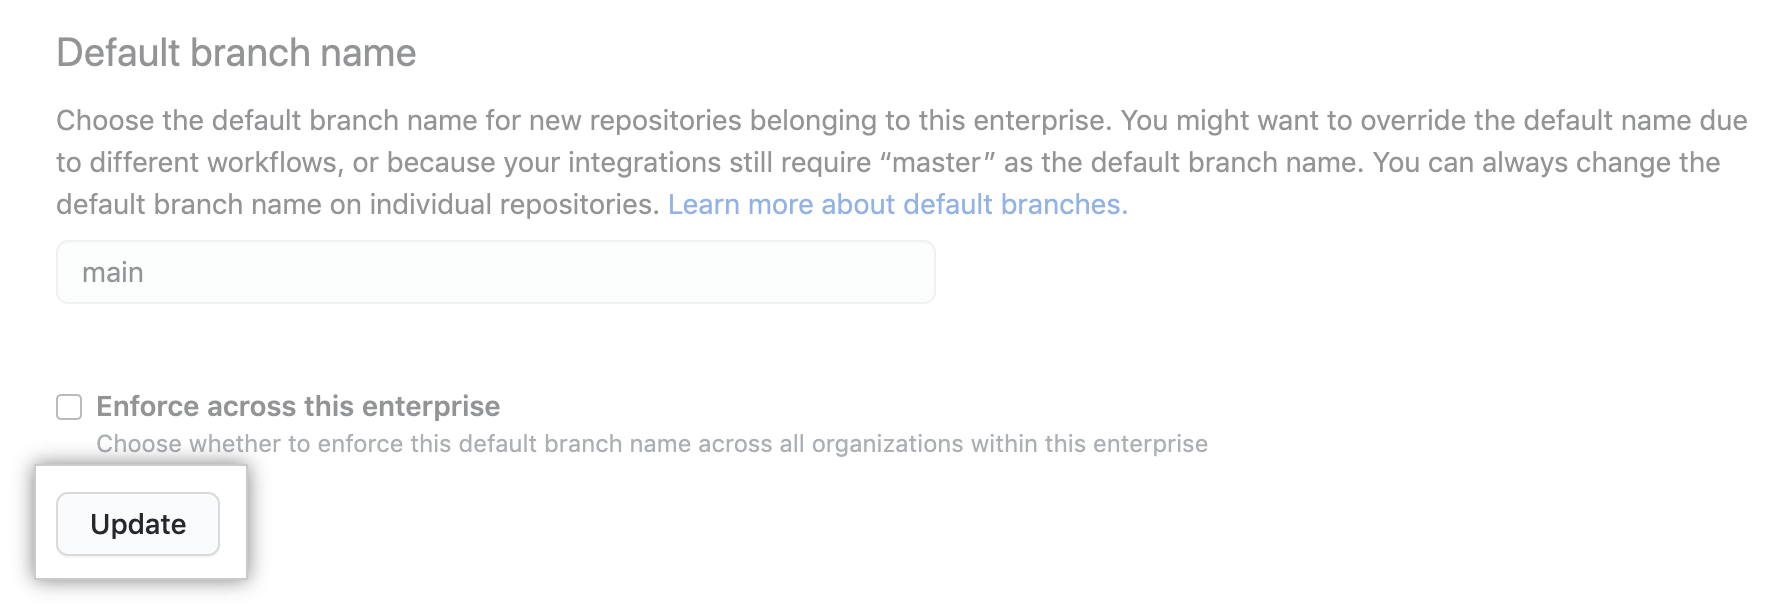 Default branch name
Choose the default branch name for new repositories belonging to this enterprise. You might want to override the default name due
to different workflows, or because your integrations still require “master” as the default branch name. You can always change the
default branch name on individual repositories. Learn more about default branches.
main
Enforce across this enterprise
Choose whether to enforce this default branch name across all organizations within this enterprise
Update